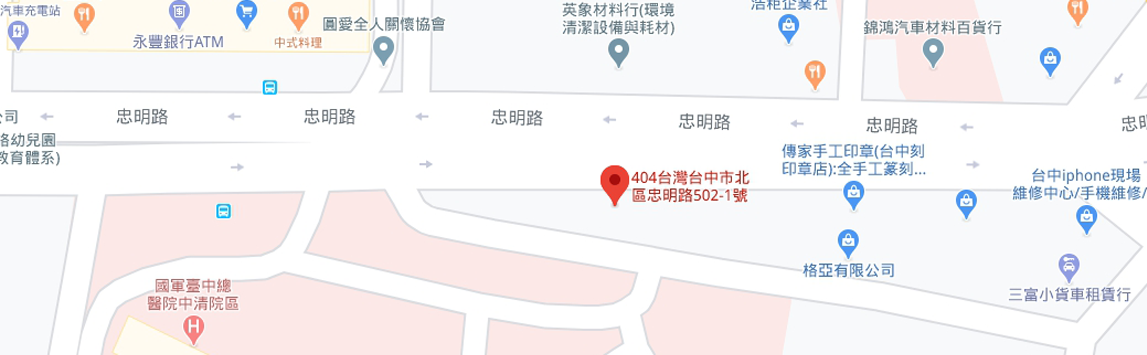 汽車充電站
永豐銀行ATM
中式料理
圓愛全人關懷協會
英象材料行(環境
清潔設備與耗材)
浩柜企業社
錦鴻汽車材料百貨行
公司
忠明路
忠明路
忠明路
忠明路
忠明路
忠明
格幼兒園
教育體系)
404台灣台中市北
區忠明路502-1號
傳家手工印章(台中刻
印章店):全手工篆刻...
台中iphone現場
維修中心/手機維修/
格亞有限公司
三富小貨車租賃行
國軍臺中總
醫院中清院區
H